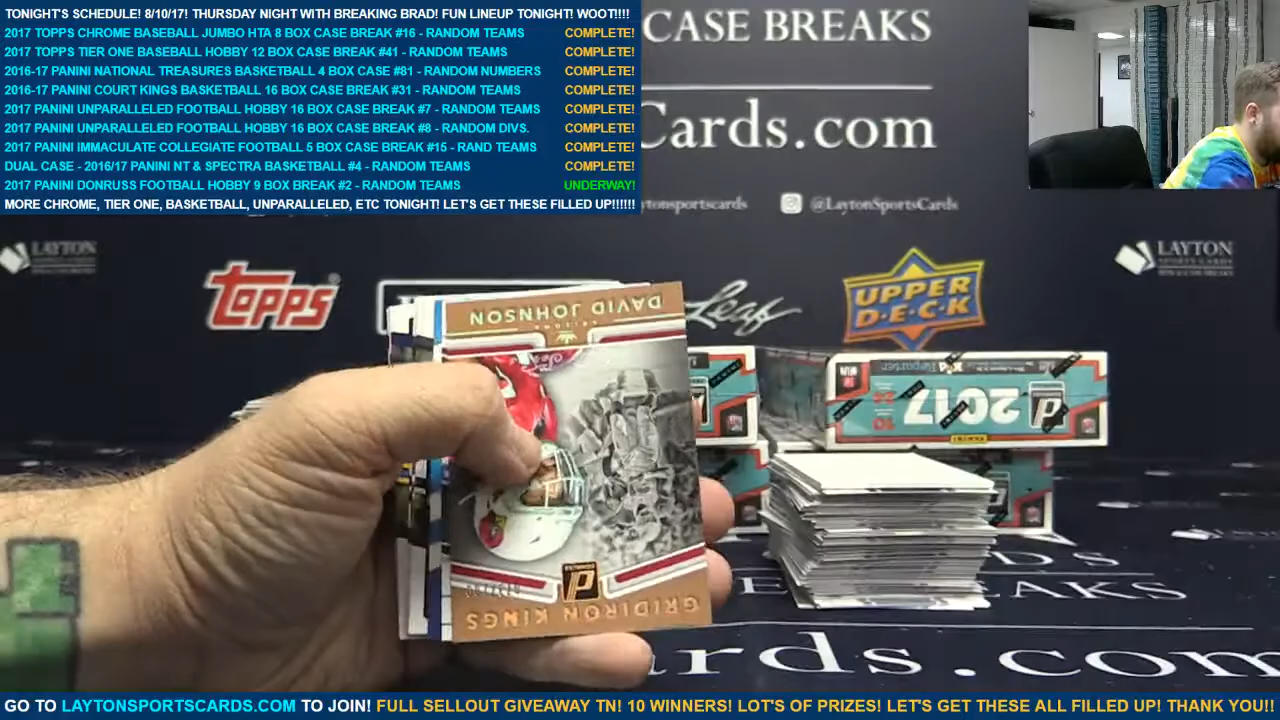 TONIGHT'S SCHEDULE! 8/10/17! THURSDAY NIGHT WITH BREAKING BRAD! FUN LINEUP TONIGHT! WOOT!!!!
2017 TOPPS CHROME BASEBALL JUMBO HTA 8 BOX CASE BREAK #16 - RANDOM TEAMS COMPLETE!
2017 TOPPS TIER ONE BASEBALL HOBBY 12 BOX CASE BREAK #41 - RANDOM TEAMS COMPLETE!
2016-17 PANINI NATIONAL TREASURES BASKETBALL 4 BOX CASE #81 - RANDOM NUMBERS COMPLETE!
2016-17 PANINI COURT KINGS BASKETBALL 16 BOX CASE BREAK #31 - RANDOM TEAMS COMPLETE!
2017 PANINI UNPARALLELED FOOTBALL HOBBY 16 BOX CASE BREAK #7 - RANDOM TEAMS COMPLETE!
2017 PANINI UNPARALLELED FOOTBALL HOBBY 16 BOX CASE BREAK #8 - RANDOM DIVS. COMPLETE!
2017 PANINI IMMACULATE COLLEGIATE FOOTBALL 5 BOX CASE BREAK #15 - RAND TEAMS COMPLETE!
DUAL CASE - 2016/17 PANINI NT & SPECTRA BASKETBALL #4 - RANDOM TEAMS COMPLETE!
2017 PANINI DONRUSS FOOTBALL HOBBY 9 BOX BREAK #2 - RANDOM TEAMS UNDERWAY!
MORE CHROME, TIER ONE, BASKETBALL, UNPARALLELED, ETC TONIGHT! LET'S GET THESE FILLED UP!!!!!!
CASE BREAKS
Cards.com
tonsportscards @LaytonSportsCards
LAYTON
LAYTON
SPORTS CARDS
topps
Leaf
UPPER
D·E·C·K
DAVID JOHNSON
ARIZONA
GRIDIRON KINGS
2017
PANINI
EAKS
ards.com
GO TO LAYTONSPORTSCARDS.COM TO JOIN! FULL SELLOUT GIVEAWAY TN! 10 WINNERS! LOT'S OF PRIZES! LET'S GET THESE ALL FILLED UP! THANK YOU!!